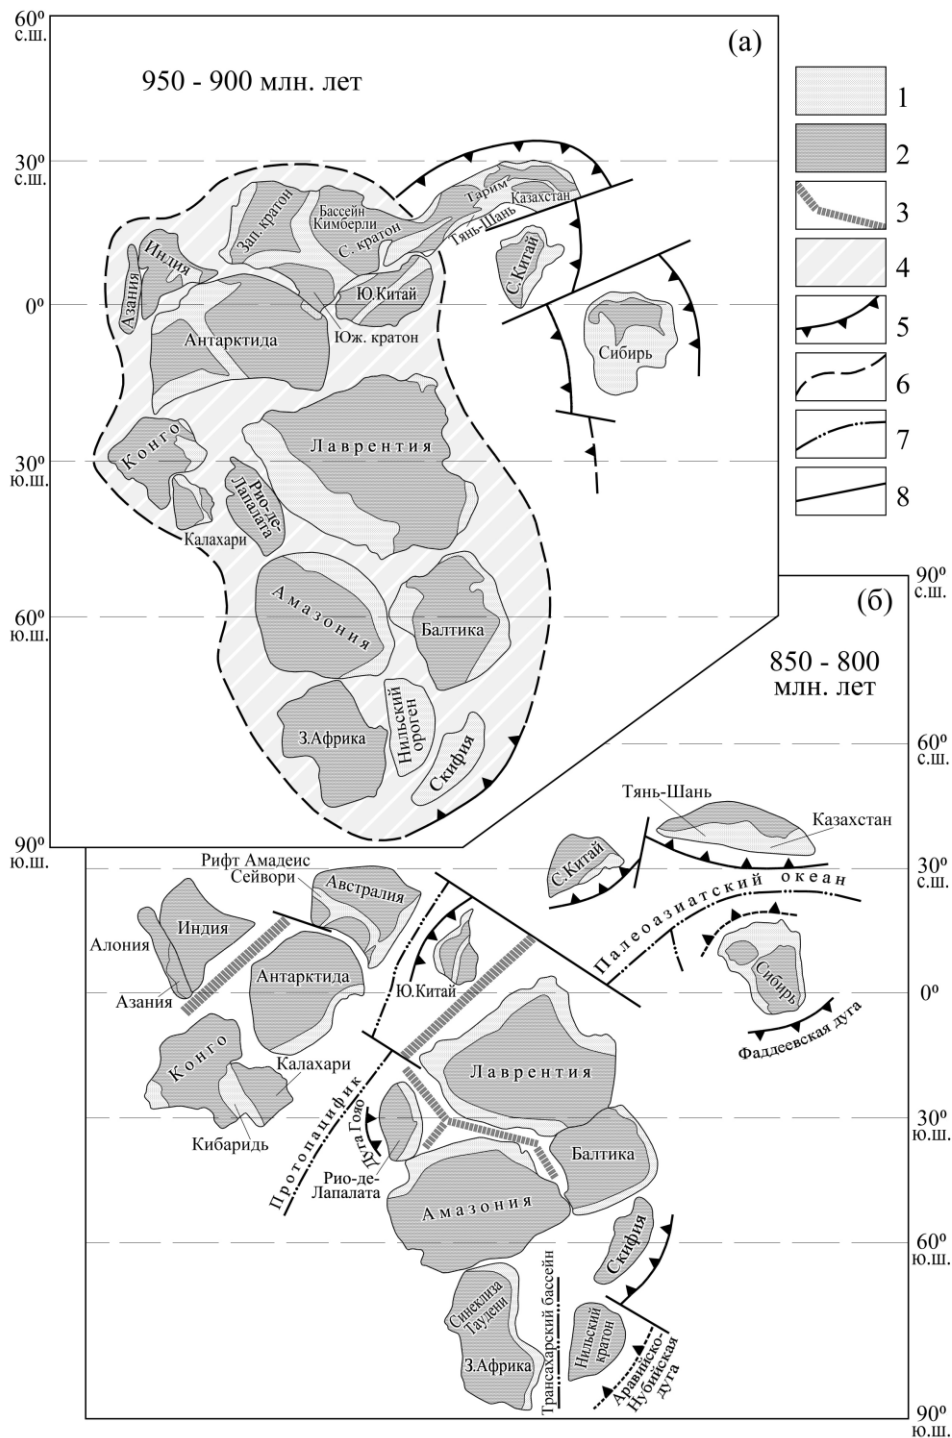 60º
с.ш.
(а)
950 - 900 млн. лет
1
2
3
4
5
6
7
8
30º
с.ш.
Зап. кратон
Бассейн
Кимберли
С. кратон
Тарим
Казахстан
Тянь-Шань
С.Китай
Индия
Азания
Ю.Китай
0º
Юж. кратон
Антарктида
Сибирь
Лаврентия
Конго
30º
ю.ш.
Рио-де-
Лапалата
Калахари
Амазония
Балтика
60º
ю.ш.
З.Африка
Нильский
ороген
Скифия
90º
ю.ш.
90º
с.ш.
(б)
850 - 800
млн. лет
60º
с.ш.
Тянь-Шань
Казахстан
С.Китай
30º
с.ш.
Рифт Амадеис
Сейвори
Австралия
Палеоазиатский океан
Индия
Алония
Азания
Антарктида
Ю.Китай
Сибирь
0º
Фаддеевская дуга
Конго
Калахари
Кибаридь
Лаврентия
Протопацифик
Дуга Гояо
Рио-де-
Лапалата
30º
ю.ш.
Балтика
Амазония
Скифия
60º
ю.ш.
Синеклиза
Таудени
З.Африка
Трансахарский бассейн
Нильский
кратон
Аравийско-
Нубийская
дуга
90º
ю.ш.